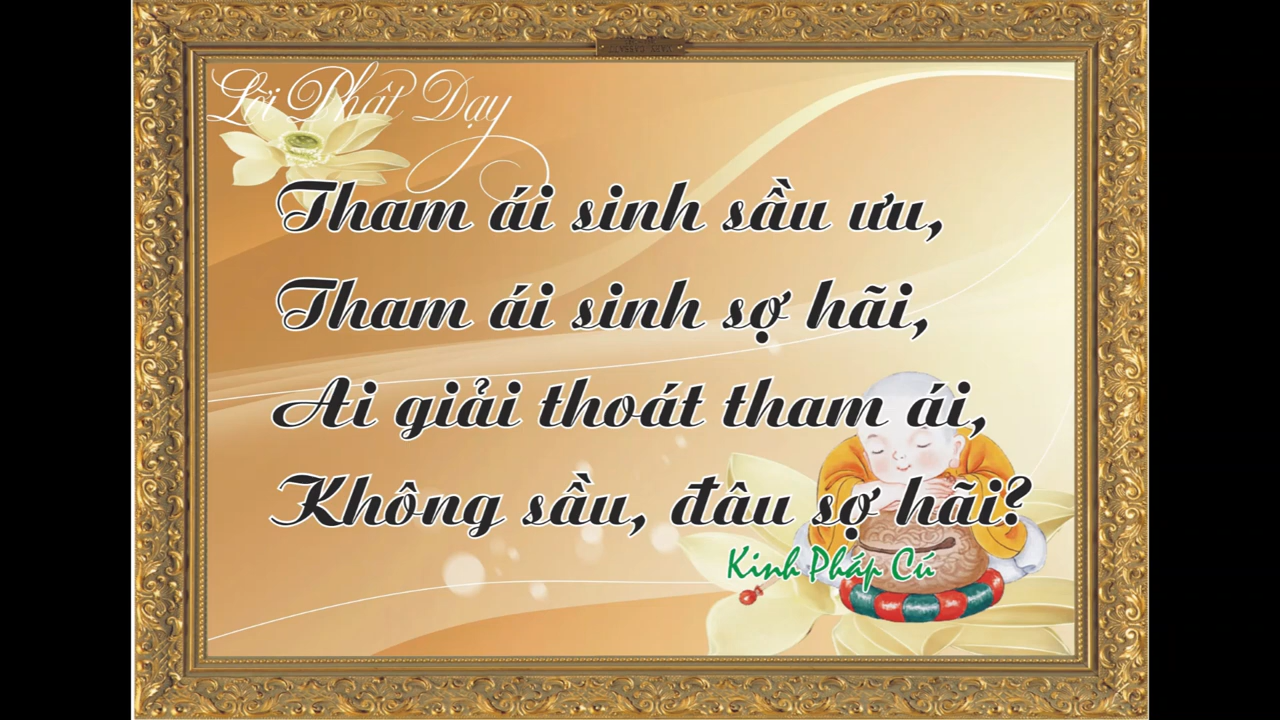 Lời Phật Dạy
Tham ái sinh sầu ưu,
Tham ái sinh sợ hãi,
Ai giải thoát tham ái,
Không sầu, đâu sợ hãi?
Kinh Pháp Cú